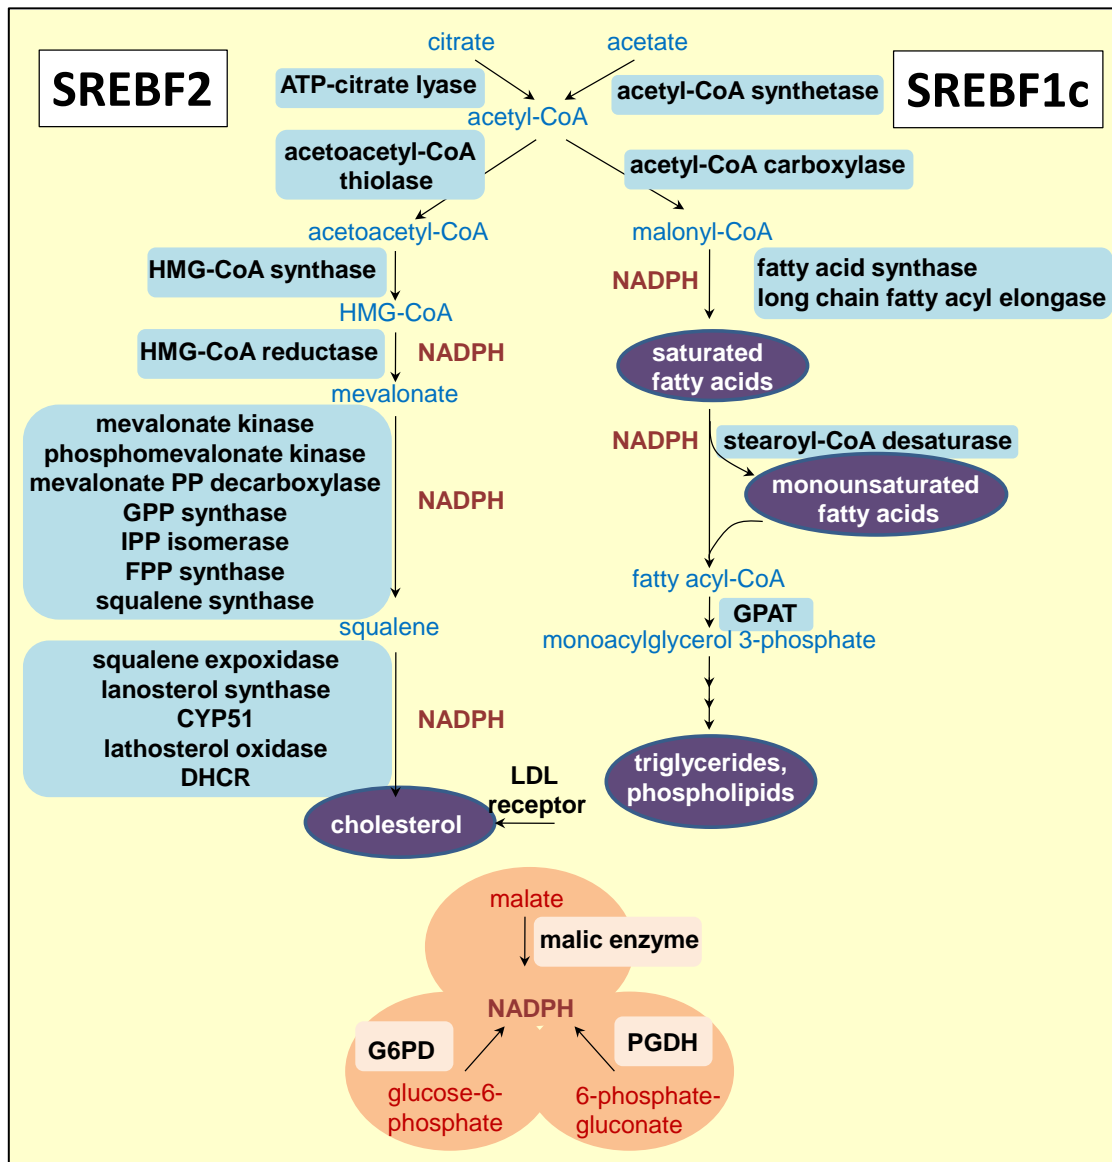 citrate
acetate
SREBF2
SREBF1c
ATP-citrate lyase
acetyl-CoA synthetase
acetyl-CoA
acetoacetyl-CoA
thiolase
acetyl-CoA carboxylase
acetoacetyl-CoA
malonyl-CoA
HMG-CoA synthase
NADPH
fatty acid synthase
long chain fatty acyl elongase
HMG-CoA
HMG-CoA reductase
NADPH
saturated
fatty acids
mevalonate
mevalonate kinase
phosphomevalonate kinase
mevalonate PP decarboxylase
GPP synthase
IPP isomerase
FPP synthase
squalene synthase
NADPH
NADPH
stearoyl-CoA desaturase
monounsaturated
fatty acids
fatty acyl-CoA
GPAT
squalene
monoacylglycerol 3-phosphate
squalene expoxidase
lanosterol synthase
CYP51
lathosterol oxidase
DHCR
NADPH
triglycerides,
phospholipids
LDL
receptor
cholesterol
malate
malic enzyme
NADPH
G6PD
PGDH
glucose-6-
phosphate
6-phosphate-
gluconate